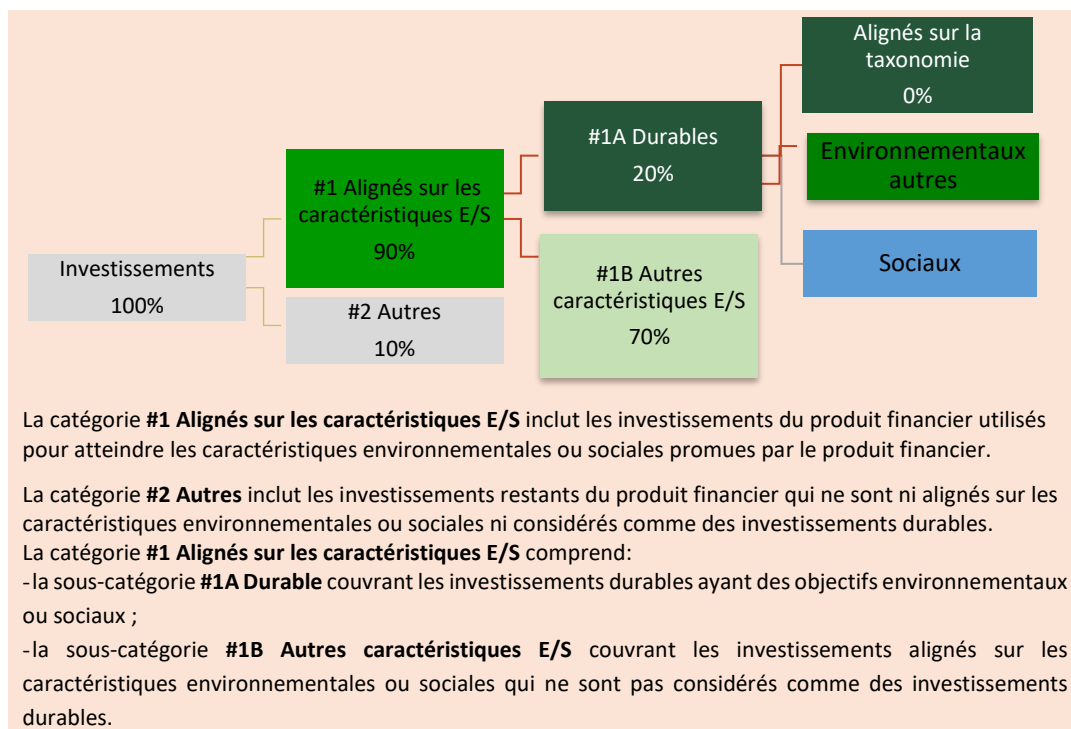 Investissements
100%
#1 Alignés sur les
caractéristiques E/S
90%
#2 Autres
10%
#1A Durables
20%
#1B Autres
caractéristiques E/S
70%
Alignés sur la
taxonomie
0%
Environnementaux
autres
Sociaux
La catégorie #1 Alignés sur les caractéristiques E/S inclut les investissements du produit financier utilisés
pour atteindre les caractéristiques environnementales ou sociales promues par le produit financier.
La catégorie #2 Autres inclut les investissements restants du produit financier qui ne sont ni alignés sur les
caractéristiques environnementales ou sociales ni considérés comme des investissements durables.
La catégorie #1 Alignés sur les caractéristiques E/S comprend:
-la sous-catégorie #1A Durable couvrant les investissements durables ayant des objectifs environnementaux
ou sociaux ;
-la sous-catégorie #1B Autres caractéristiques E/S couvrant les investissements alignés sur les
caractéristiques environnementales ou sociales qui ne sont pas considérés comme des investissements
durables.